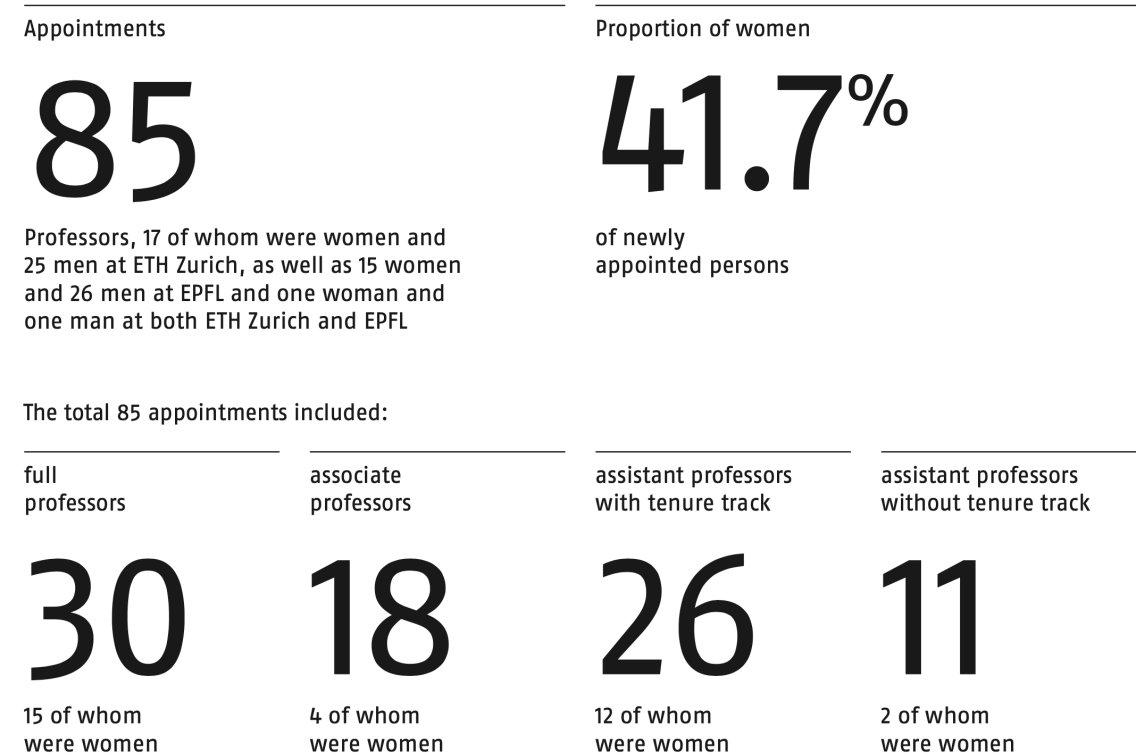 Appointments
85
Professors, 17 of whom were women and
25 men at ETH Zurich, as well as 15 women
and 26 men at EPFL and one woman and
one man at both ETH Zurich and EPFL
Proportion of women
41.7%
of newly
appointed persons
The total 85 appointments included:
full
professors
30
15 of whom
were women
associate
professors
18
4 of whom
were women
assistant professors
with tenure track
26
12 of whom
were women
assistant professors
without tenure track
11
2 of whom
were women